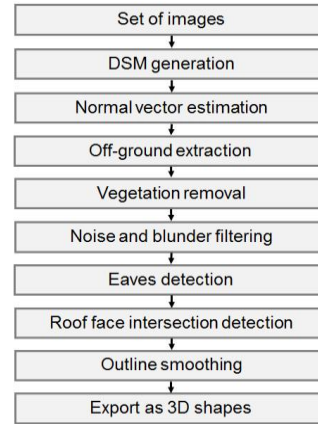 Set of images
DSM generation
Normal vector estimation
Off-ground extraction
Vegetation removal
Noise and blunder filtering
Eaves detection
Roof face intersection detection
Outline smoothing
Export as 3D shapes